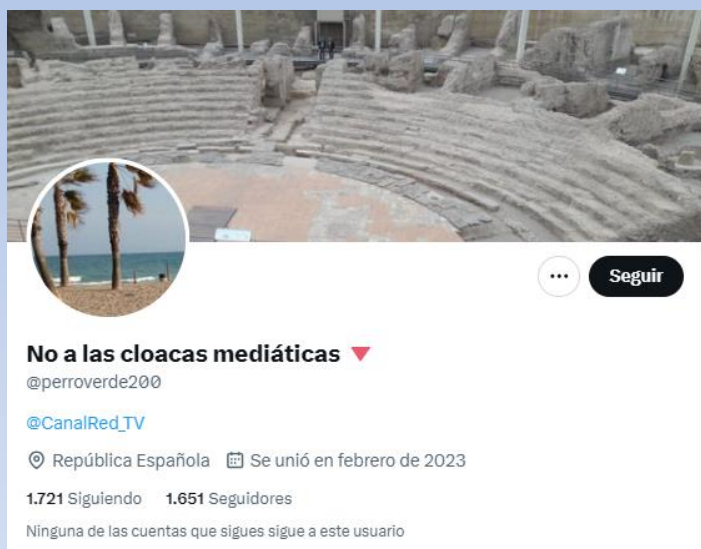 Seguir
No a las cloacas mediáticas
@perroverde200
@CanalRed_TV
República Española Se unió en febrero de 2023
1.721 Siguiendo 1.651 Seguidores
Ninguna de las cuentas que sigues sigue a este usuario